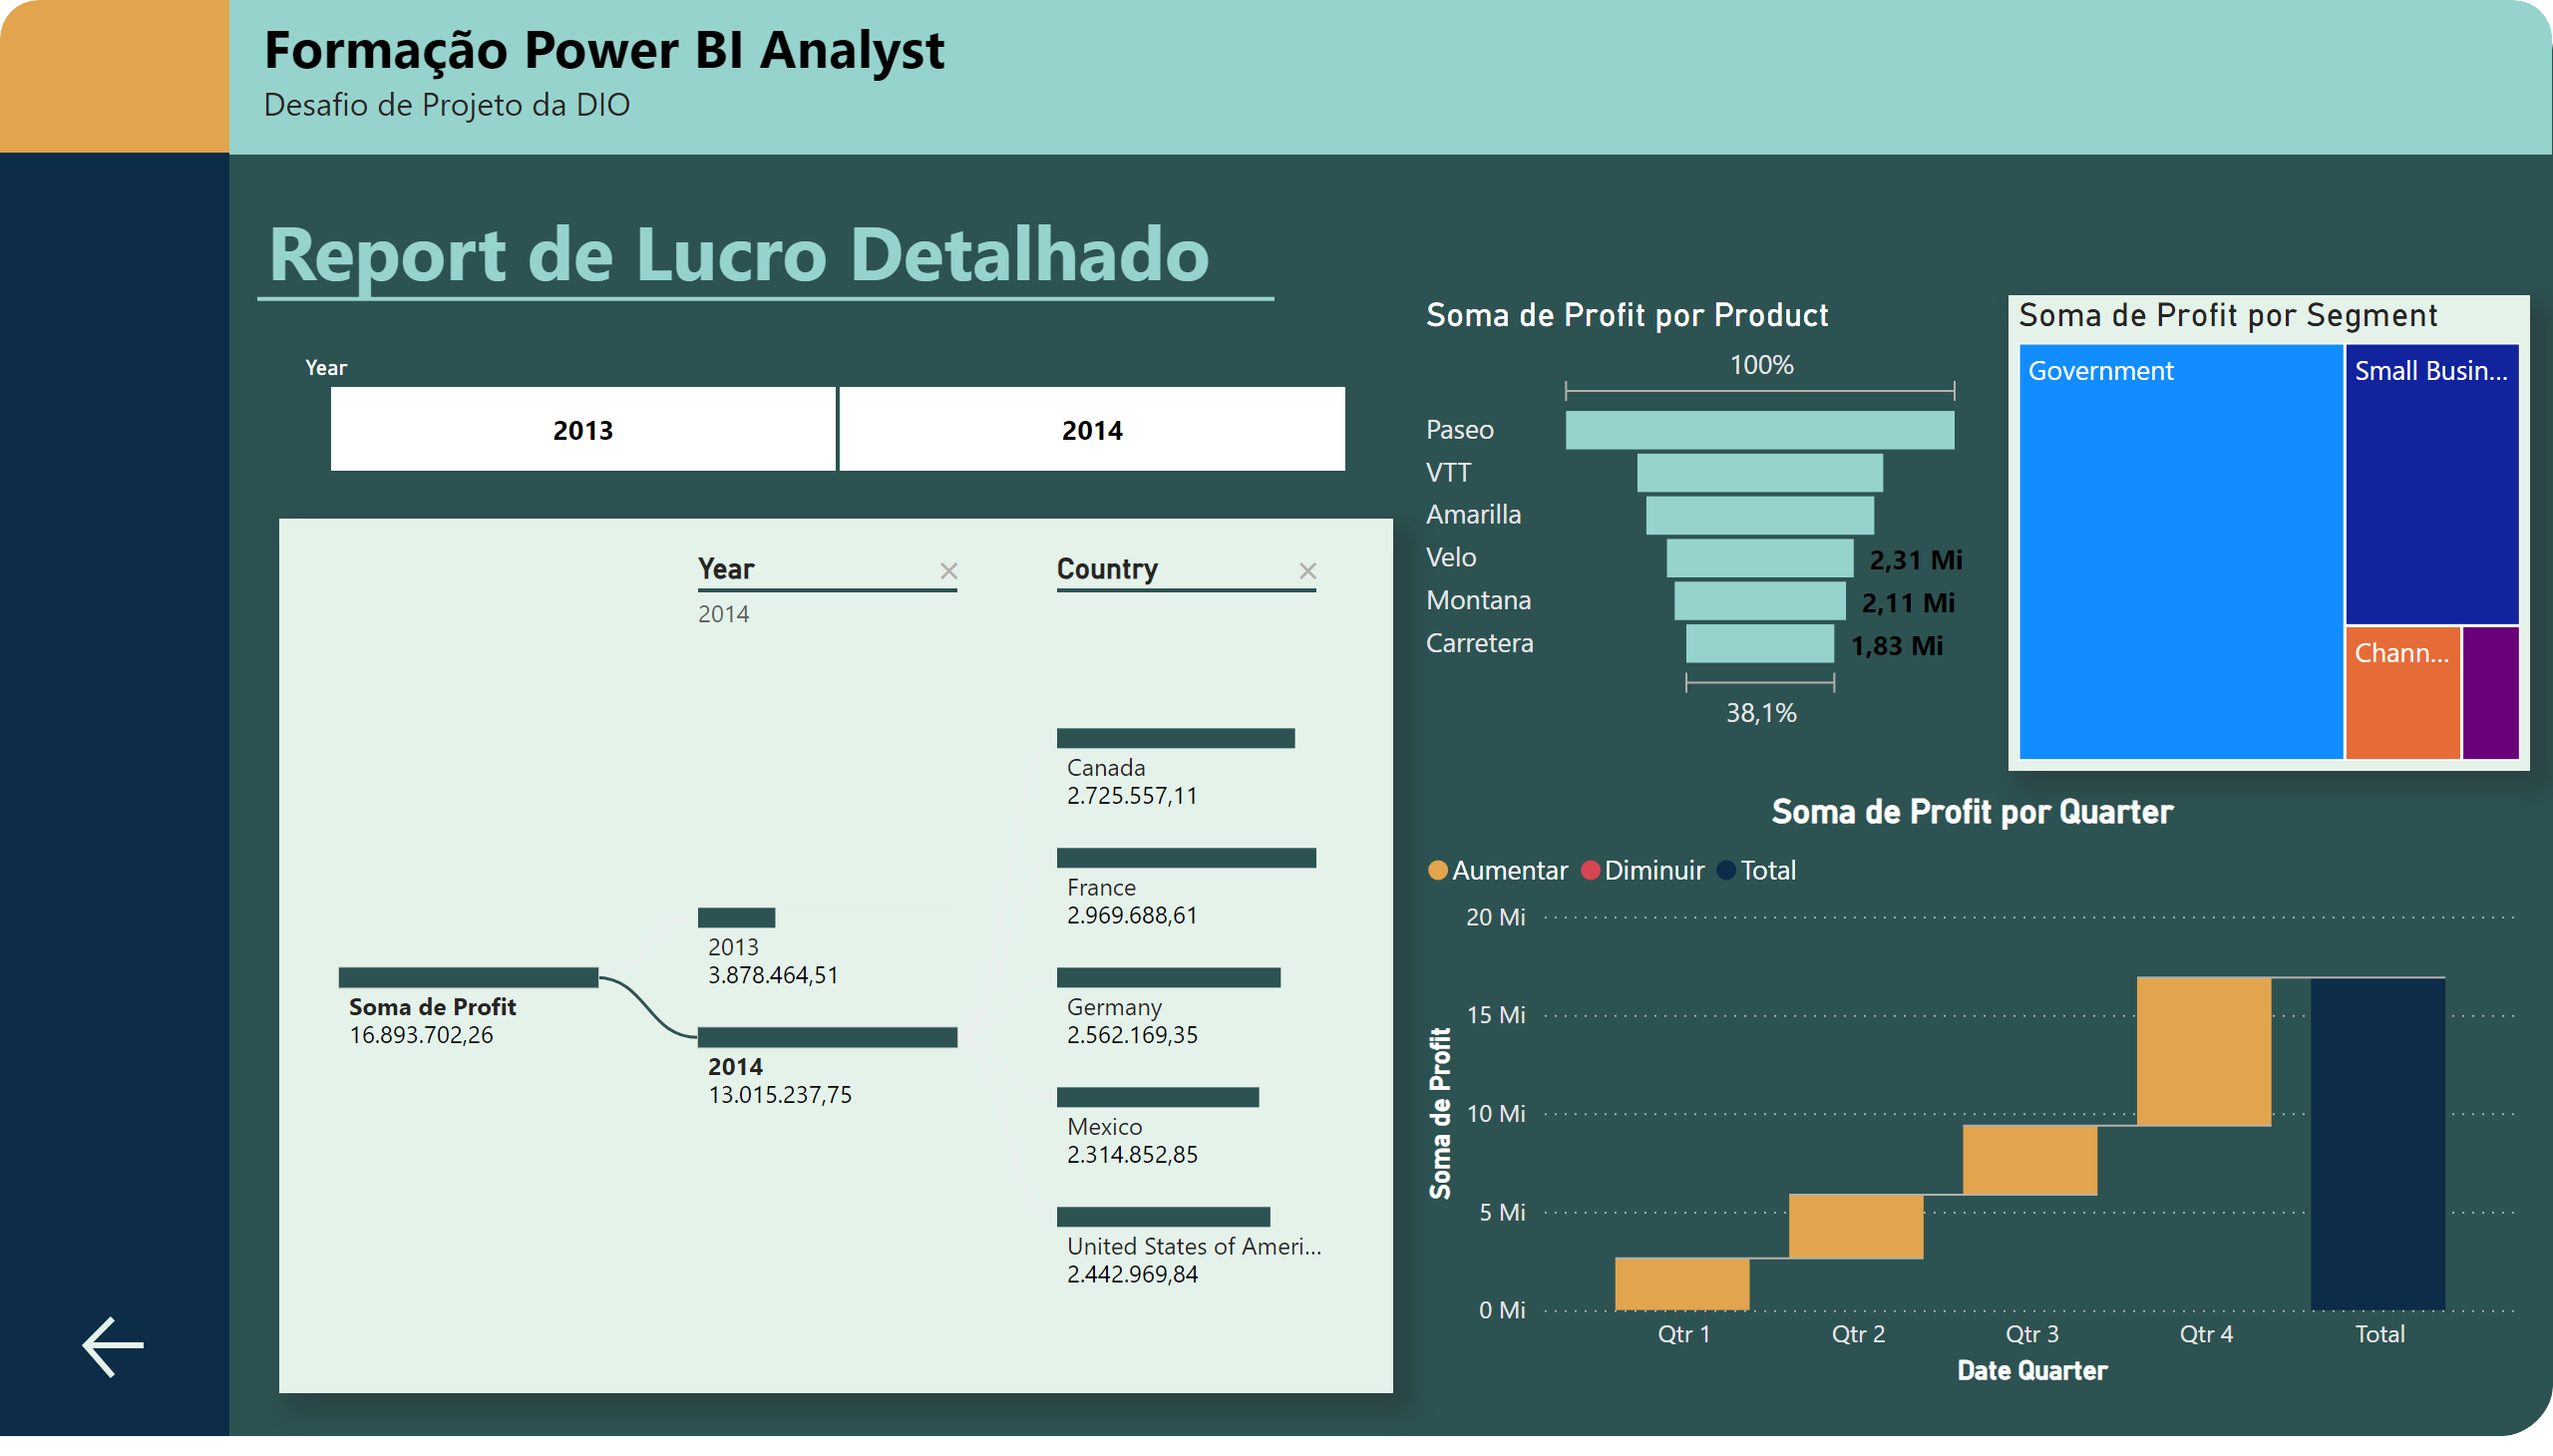 Formação Power BI Analyst
Desafio de Projeto da DIO
Report de Lucro Detalhado
Year
2013
2014
Year
2014
Country
Soma de Profit
16.893.702,26
2013
3.878.464,51
2014
13.015.237,75
Canada
2.725.557,11
France
2.969.688,61
Germany
2.562.169,35
Mexico
2.314.852,85
United States of Ameri...
2.442.969,84
Soma de Profit por Product
100%
Paseo
VTT
Amarilla
Velo 2,31 Mi
Montana 2,11 Mi
Carretera 1,83 Mi
38,1%
Soma de Profit por Segment
Government
Small Busin...
Chann...
Soma de Profit por Quarter
Aumentar Diminuir Total
Soma de Profit
20 Mi
15 Mi
10 Mi
5 Mi
0 Mi
Qtr 1 Qtr 2 Qtr 3 Qtr 4 Total
Date Quarter